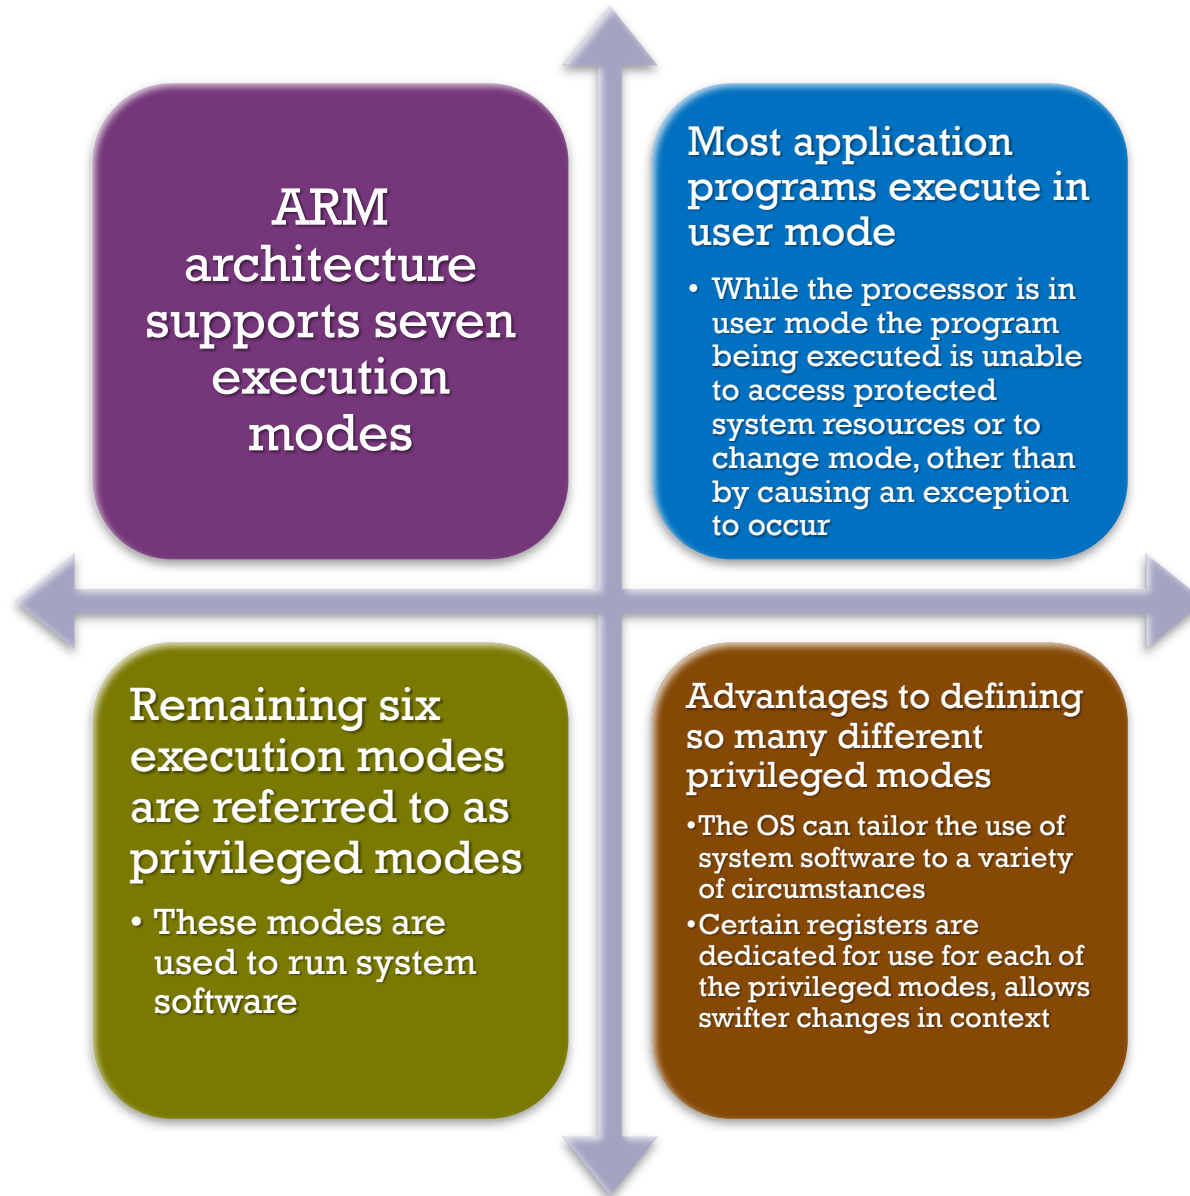 ARM
architecture
supports seven
execution
modes
Most application
programs execute in
user mode
• While the processor is in
user mode the program
being executed is unable
to access protected
system resources or to
change mode, other than
by causing an exception
to occur
Remaining six
execution modes
are referred to as
privileged modes
• These modes are
used to run system
software
Advantages to defining
so many different
privileged modes
•The OS can tailor the use of
system software to a variety
of circumstances
•Certain registers are
dedicated for use for each of
the privileged modes, allows
swifter changes in context